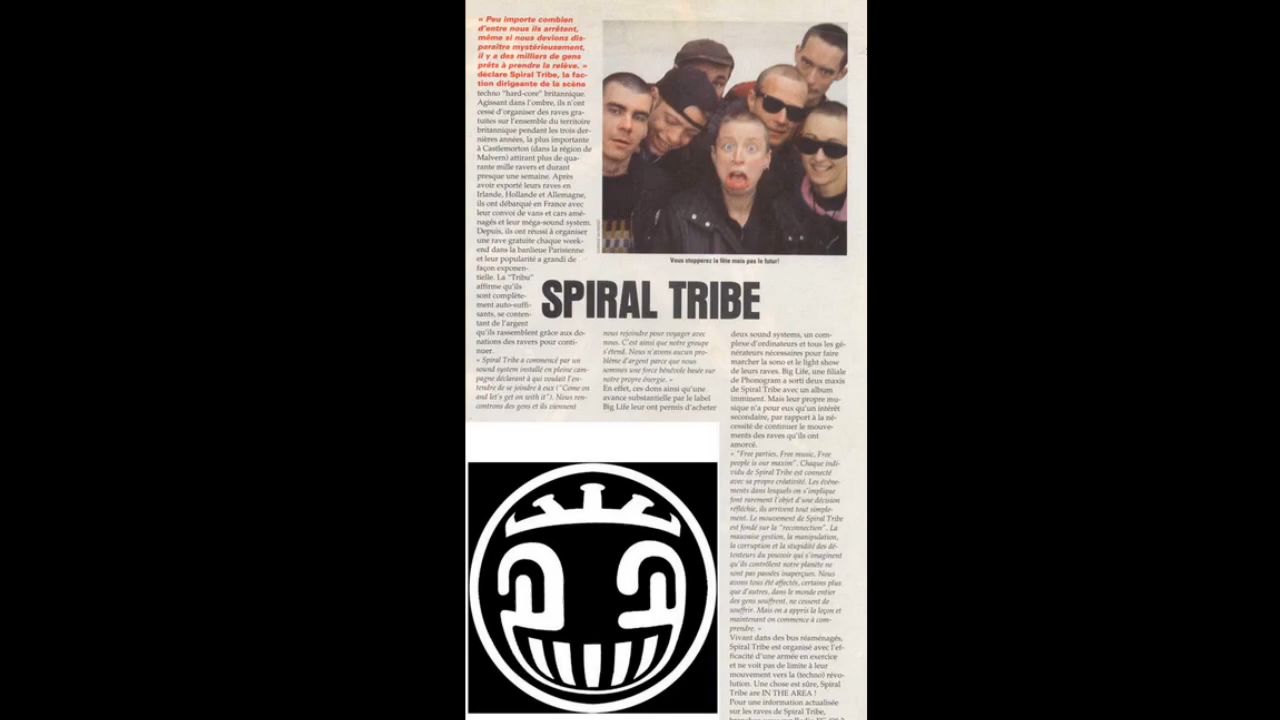 « Peu importe combien
d'entre nous ils arrêtent,
même si nous devions dis-
paraître mystérieusement,
il y a des milliers de gens
prêts à prendre la relève. »
déclare Spiral Tribe, la fac-
tion dirigeante de la scène
techno "hard-core" britannique.
Agissant dans l'ombre, ils n'ont
cessé d'organiser des raves gra-
tuites sur l'ensemble du territoire
britannique pendant les trois der-
nières années, la plus importante
à Castlemorton (dans la région de
Malvern) attirant plus de qua-
rante mille ravers et durant
presque une semaine. Après
avoir exporté leurs raves en
Irlande, Hollande et Allemagne,
ils ont débarqué en France avec
leur convoi de vans et cars amé-
nagés et leur méga-sound system.
Depuis, ils ont réussi à organiser
une rave gratuite chaque week-
end dans la banlieue Parisienne
et leur popularité a grandi de
façon exponen-
tielle. La "Tribu"
affirme qu'ils
sont complète-
ment auto-suffi-
sants, se conten-
tant de l'argent
qu'ils rassemblent grâce aux do-
nations des ravers pour conti-
nuer.
« Spiral Tribe a commencé par un
sound system installé en pleine cam-
pagne déclarant à qui voulait l'en-
tendre de se joindre à eux ("Come on
and let's get on with it"). Nous ren-
controns des gens et ils viennent
Vous stopperez la fête mais pas le futur!
SPIRAL TRIBE
nous rejoindre pour voyager avec
nous. C'est ainsi que notre groupe
s'étend. Nous n'avons aucun pro-
blème d'argent parce que nous
sommes une force bénévole basée sur
notre propre énergie. »
En effet, ces dons ainsi qu'une
avance substantielle par le label
Big Life leur ont permis d'acheter
deux sound systems, un com-
plexe d'ordinateurs et tous les gé-
nérateurs nécessaires pour faire
marcher la sono et le light show
de leurs raves. Big Life, une filiale
de Phonogram a sorti deux maxis
de Spiral Tribe avec un album
imminent. Mais leur propre mu-
sique n'a pour eux qu'un intérêt
secondaire, par rapport à la né-
cessité de continuer le mouve-
ments des raves qu'ils ont
amorcé.
« "Free parties, Free music, Free
people is our maxim". Chaque indi-
vidu de Spiral Tribe est connecté
avec sa propre créativité. Les évène-
ments dans lesquels on s'implique
font rarement l'objet d'une décision
réfléchie, ils arrivent tout simple-
ment. Le mouvement de Spiral Tribe
est fondé sur la "reconnection". La
mauvaise gestion, la manipulation,
la corruption et la stupidité des dé-
tenteurs du pouvoir qui s'imaginent
qu'ils contrôlent notre planète ne
sont pas passées inaperçues. Nous
avons tous été affectés, certains plus
que d'autres, dans le monde entier
des gens souffrent, ne cessent de
souffrir. Mais on a appris la leçon et
maintenant on commence à com-
prendre. »
Vivant dans des bus réaménagés,
Spiral Tribe est organisé avec l'ef-
ficacité d'une armée en exercice
et ne voit pas de limite à leur
mouvement vers la (techno) révo-
lution. Une chose est sûre, Spiral
Tribe are IN THE AREA !
Pour une information actualisée
sur les raves de Spiral Tribe,